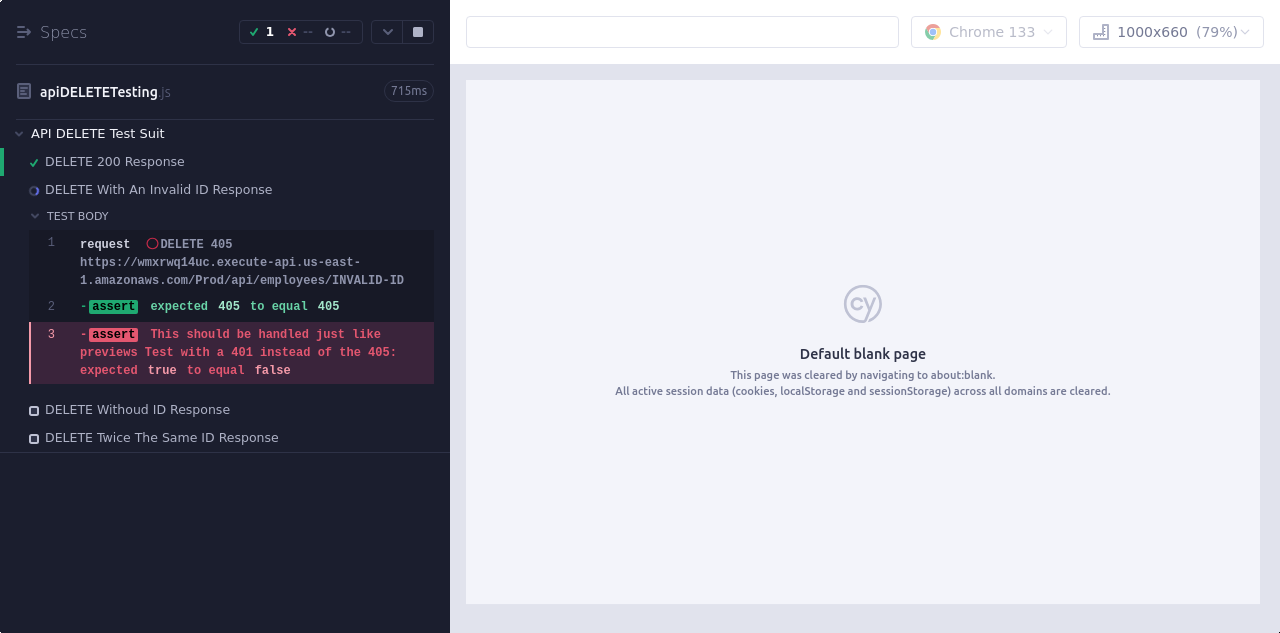 Specs
1 -- --
apiDELETETesting.js 715ms
API DELETE Test Suit
DELETE 200 Response
DELETE With An Invalid ID Response
TEST BODY
1 request DELETE 405
https://wmxrwq14uc.execute-api.us-east-
1.amazonaws.com/Prod/api/employees/INVALID-ID
2 -assert expected 405 to equal 405
3 -assert This should be handled just like
previews Test with a 401 instead of the 405:
expected true to equal false
DELETE Withoud ID Response
DELETE Twice The Same ID Response
Chrome 133
1000x660 (79%)
cy
Default blank page
This page was cleared by navigating to about:blank.
All active session data (cookies, localStorage and sessionStorage) across all domains are cleared.